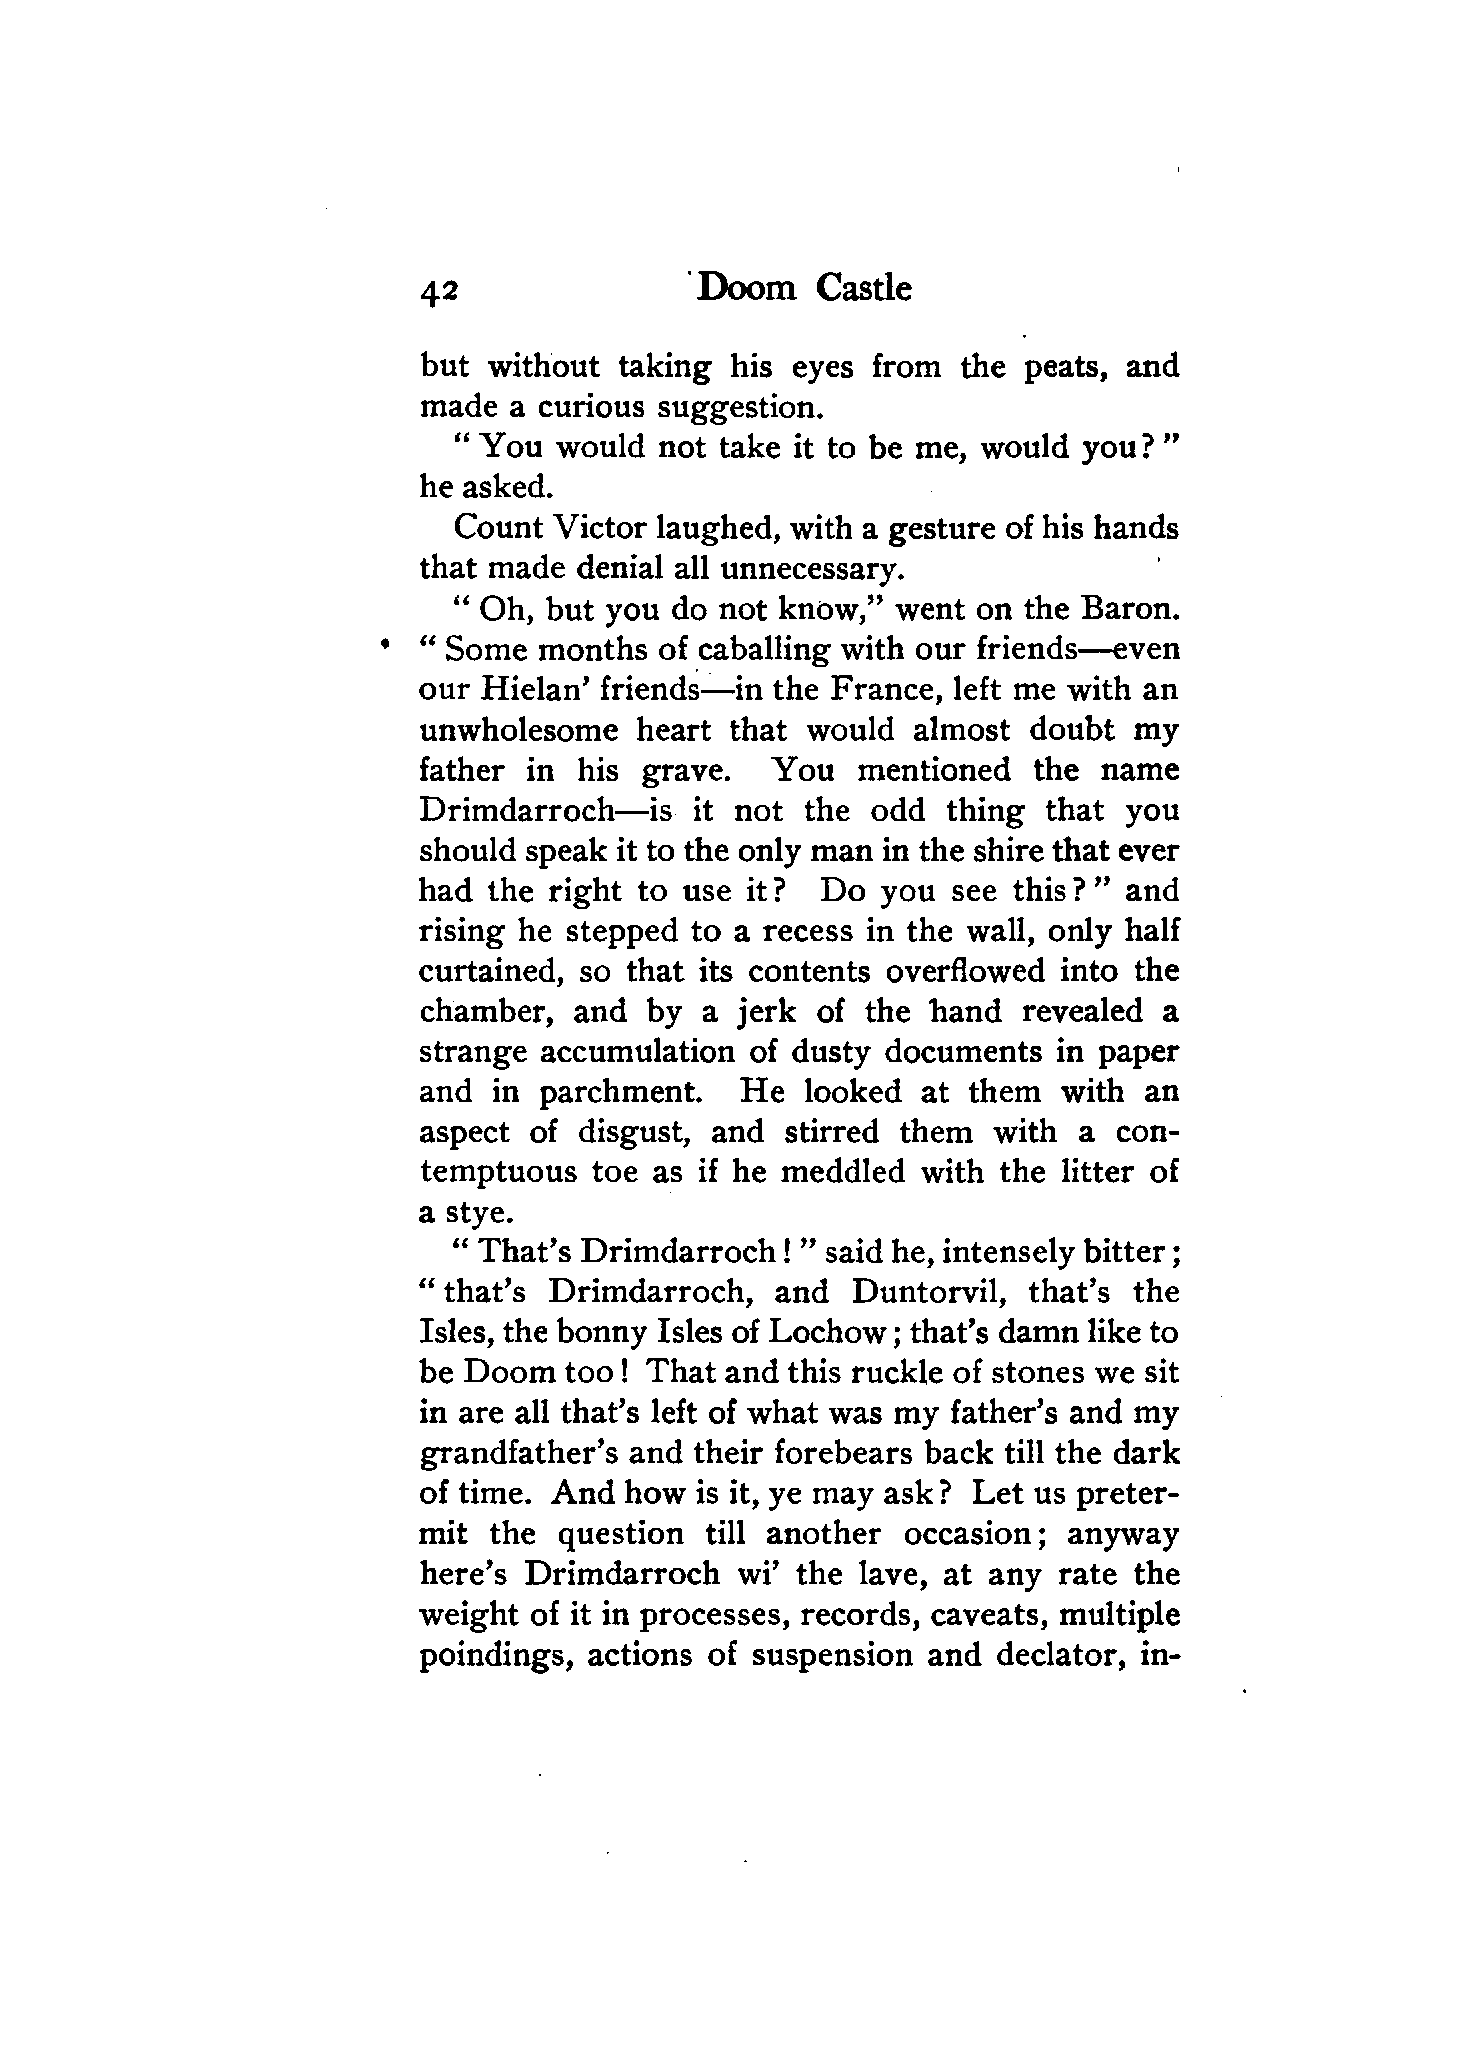 42 Doom Castle
but without taking his eyes from the peats, and
made a curious suggestion.
“ You would not take it to be me, would you? ”
he asked.
Count Victor laughed, with a gesture of his hands
that made denial all unnecessary.
“ Oh, but you do not know,” went on the Baron.
“ Some months of caballing with our friends—even
our Hielan’ friends—in the France, left me with an
unwholesome heart that would almost doubt my
father in his grave. You mentioned the name
Drimdarroch—is it not the odd thing that you
should speak it to the only man in the shire that ever
had the right to use it? Do you see this? ” and
rising he stepped to a recess in the wall, only half
curtained, so that its contents overflowed into the
chamber, and by a jerk of the hand revealed a
strange accumulation of dusty documents in paper
and in parchment. He looked at them with an
aspect of disgust, and stirred them with a con-
temptuous toe as if he meddled with the litter of
a stye.
“ That’s Drimdarroch ! ” said he, intensely bitter ;
“ that’s Drimdarroch, and Duntorvil, that’s the
Isles, the bonny Isles of Lochow ; that’s damn like to
be Doom too ! That and this ruckle of stones we sit
in are all that’s left of what was my father’s and my
grandfather’s and their forebears back till the dark
of time. And how is it, ye may ask? Let us preter-
mit the question till another occasion; anyway
here’s Drimdarroch wi’ the lave, at any rate the
weight of it in processes, records, caveats, multiple
poindings, actions of suspension and declator, in-